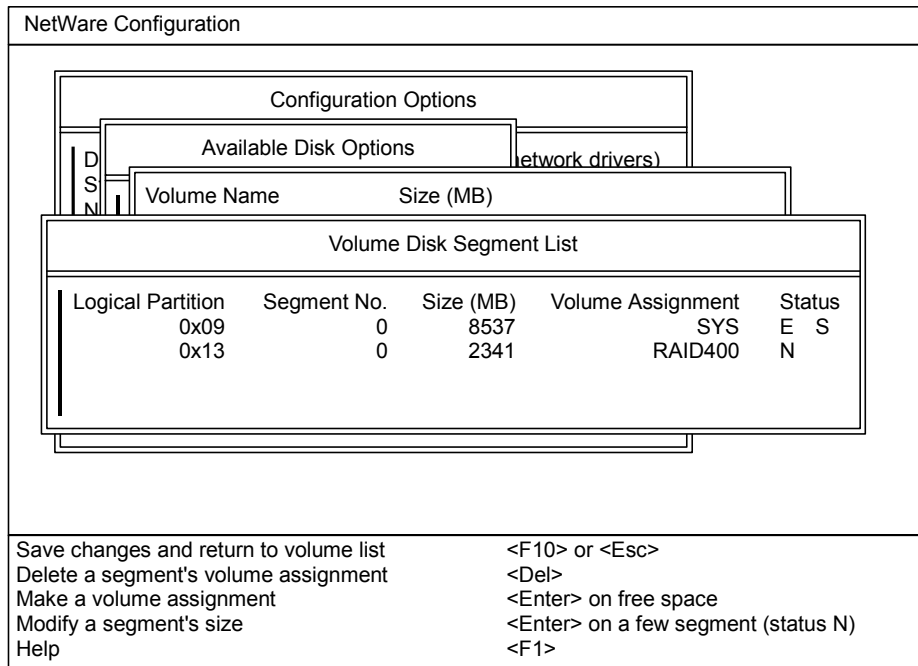 NetWare Configuration
Configuration Options
Available Disk Options
D network drivers)
S
N
Volume Name Size (MB)
Volume Disk Segment List
Logical Partition Segment No. Size (MB) Volume Assignment Status
0x09 0 8537 SYS E S
0x13 0 2341 RAID400 N
Save changes and return to volume list <F10> or <Esc>
Delete a segment's volume assignment <Del>
Make a volume assignment <Enter> on free space
Modify a segment's size <Enter> on a few segment (status N)
Help <F1>